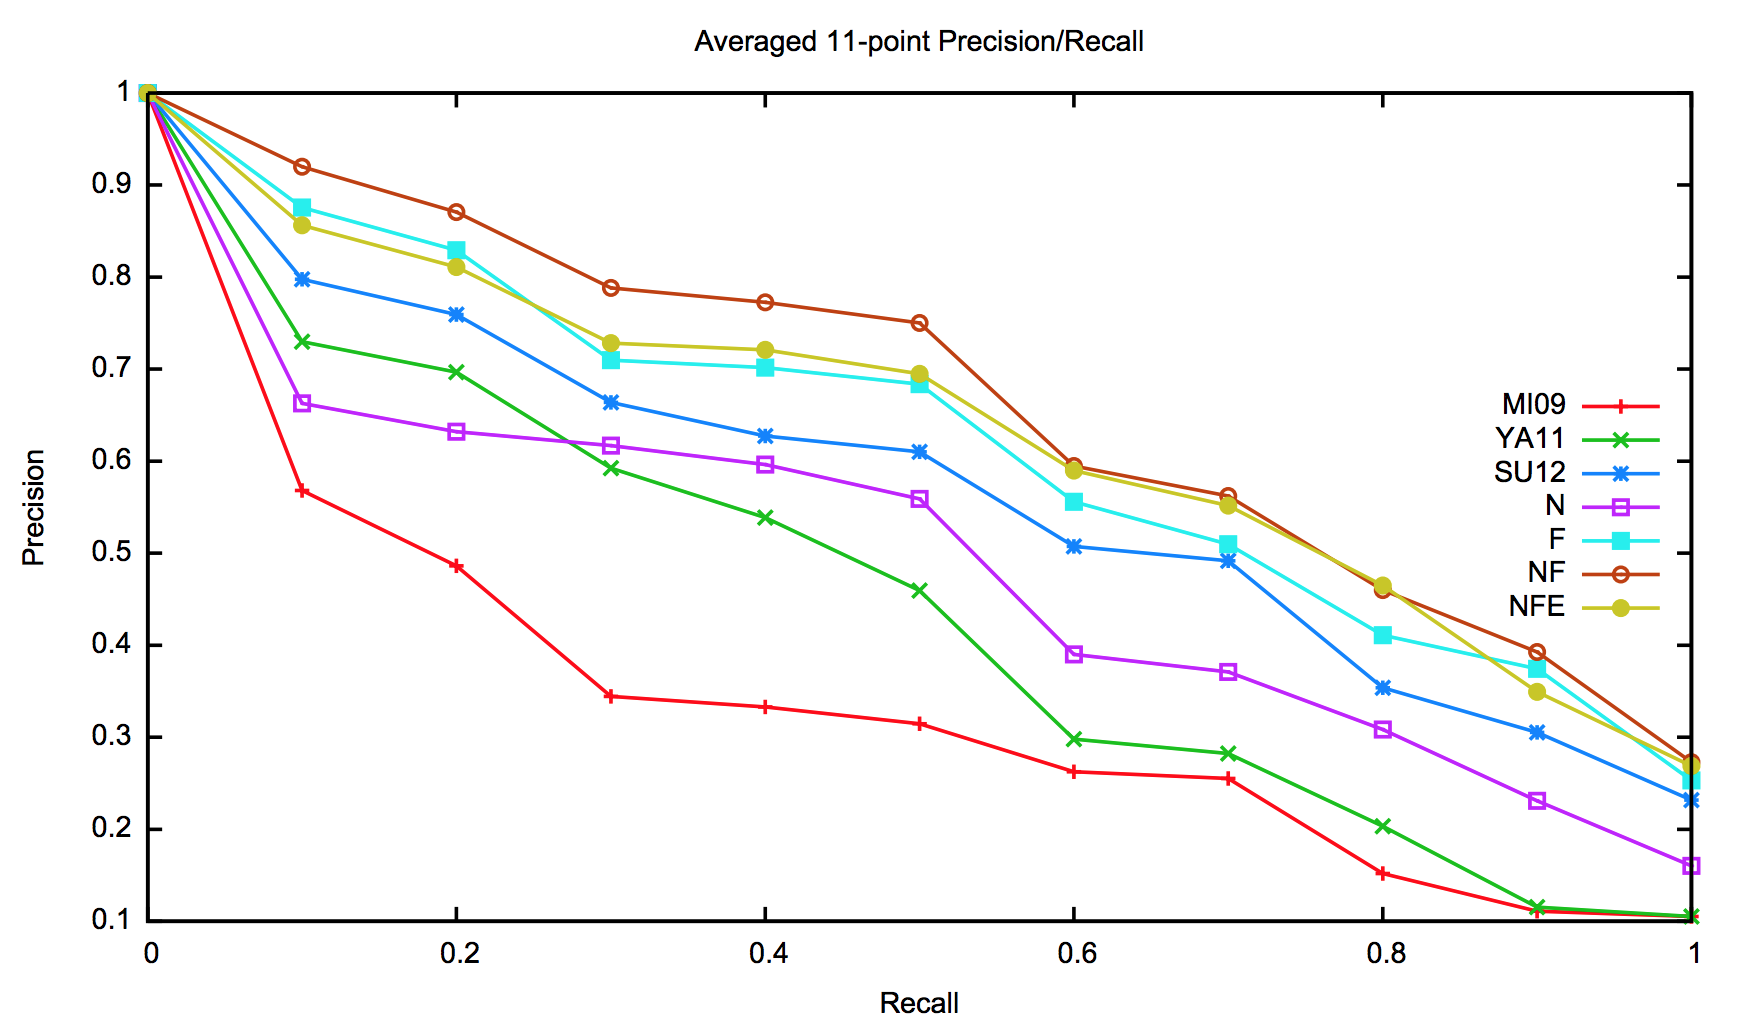 Averaged 11-point Precision/Recall
1
0.9
0.8
0.7
0.6
0.5
0.4
0.3
0.2
0.1
Precision
MI09
YA11
SU12
N
F
NF
NFE
0 0.2 0.4 0.6 0.8 1
Recall